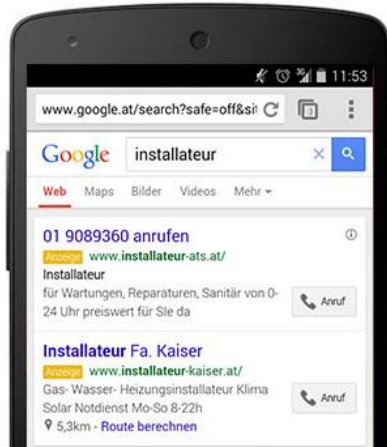 11:53
www.google.at/search?safe=off&sit
Google installateur
Web Maps Bilder Videos Mehr
01 9089360 anrufen
Anzeige www.installateur-ats.at/
Installateur
für Wartungen, Reparaturen, Sanitär von 0-
24 Uhr preiswert für SIe da
Anruf
Installateur Fa. Kaiser
Anzeige www.installateur-kaiser.at/
Gas- Wasser- Heizungsinstallateur Klima
Solar Notdienst Mo-So 8-22h
Anruf
5,3km - Route berechnen